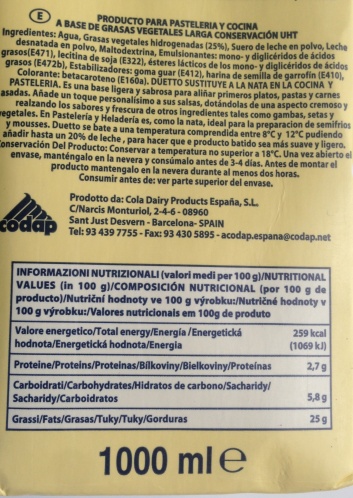 E PRODUCTO PARA PASTELERIA Y COCINA
A BASE DE GRASAS VEGETALES LARGA CONSERVACIÓN UHT
Ingredientes: Agua, Grasas vegetales hidrogenadas (25%), Suero de leche en polvo, Leche
desnatada en polvo, Maltodextrina, Emulsionantes: mono- y diglicéridos de ácidos
grasos(E471), lecitina de soja (E322), ésteres lácticos de los mono- y diglicéridos de ácidos
grasos (E472b), Estabilizadores: goma guar (E412), harina de semilla de garrofín (E410),
Colorante: betacaroteno (E160a). DUETTO SUSTITUYE A LA NATA EN LA COCINA Y
PASTELERIA. Es una base ligera y sabrosa para aliñar primeros platos, pastas y carnes
asadas. Añade un toque personalísimo a sus salsas, dotándolas de una aspecto cremoso y
realzando los sabores y frescura de otros ingredientes tales como gambas, setas y
vegetales. En Pastelería y Heladería es, como la nata, ideal para la preparacion de semifríos
y mousses. Duetto se bate a una temperatura comprendida entre 8°C y 12°C pudiendo
añadir hasta un 20% de leche, para hacer que el producto batido sea más suave y ligero.
Conservación Del Producto: Conservar a temperatura no superior a 18°C. Una vez abierto el
envase, manténgalo en la nevera y consúmalo antes de 3-4 días. Antes de montar el
producto mantengalo en la nevera durante al menos dos horas.
Consumir antes de: ver parte superior del envase.
codap
Prodotto da: Cola Dairy Products España, S.L.
C/Narcis Monturiol, 2-4-6 - 08960
Sant Just Desvern - Barcelona- SPAIN
Tel: 93 439 7755 - Fax: 93 430 5895 - acodap.espana@codap.net
INFORMAZIONI NUTRIZIONALI (valori medi per 100 g)/NUTRITIONAL
VALUES (in 100 g)/COMPOSICIÓN NUTRICIONAL (por 100 g de
producto)/Nutriční hodnoty ve 100 g výrobku:/Nutričné hodnoty v
100 g výrobku:/Valores nutricionais em 100g de produto
Valore energetico/Total energy/Energía/Energetická 259 kcal
hodnota/Energetická hodnota/Energia (1069 kJ)
Proteine/Proteins/Proteinas/Bílkoviny/Bielkoviny/Proteínas 2,7 g
Carboidrati/Carbohydrates/Hidratos de carbono/Sacharidy/
Sacharidy/Carboidratos 5,8 g
Grassi/Fats/Grasas/Tuky/Tuky/Gorduras 25 g
1000 ml e